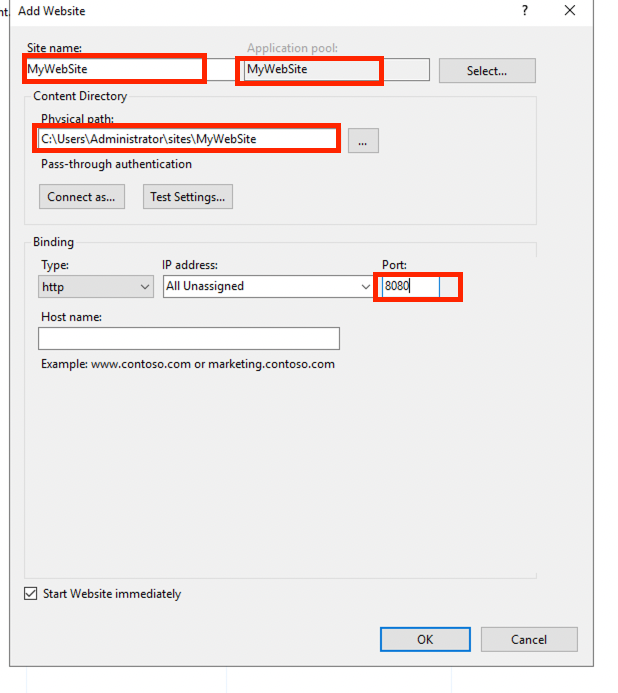 nt.
Add Website
?
Site name:
Application pool:
MyWebSite
MyWebSite
Select...
Content Directory
Physical path:
C:\Users\Administrator\sites\MyWebSite
...
Pass-through authentication
Connect as...
Test Settings...
Binding
Type:
IP address:
Port:
http
All Unassigned
8080
Host name:
Example: www.contoso.com or marketing.contoso.com
Start Website immediately
OK
Cancel